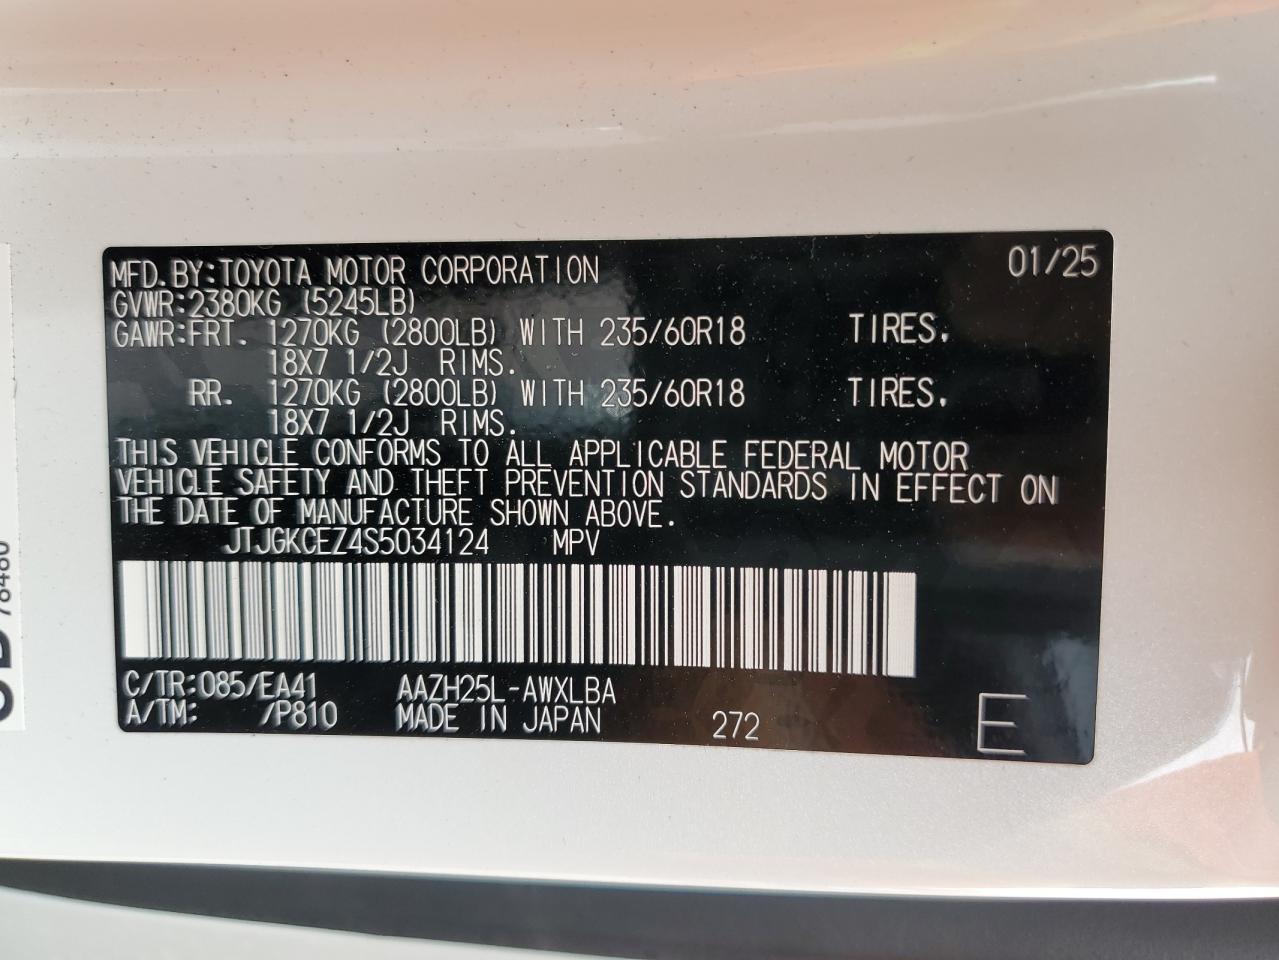 MFD.BY:TOYOTA MOTOR CORPORATION 01/25
GVWR:2380KG (5245LB)
GAWR:FRT. 1270KG (2800LB) WITH 235/60R18 TIRES.
18X7 1/2J RIMS.
RR. 1270KG (2800LB) WITH 235/60R18 TIRES.
18X7 1/2J RIMS.
THIS VEHICLE CONFORMS TO ALL APPLICABLE FEDERAL MOTOR
VEHICLE SAFETY AND THEFT PREVENTION STANDARDS IN EFFECT ON
THE DATE OF MANUFACTURE SHOWN ABOVE.
JTJGKCEZ4S5034124 MPV
C/TR:085/EA41 AAZH25L-AWXLBA
A/TM: /P810 MADE IN JAPAN 272 E